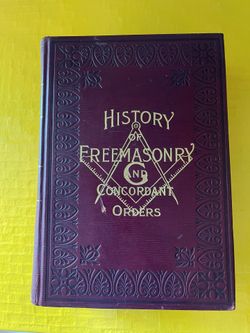 HISTORY
OF
FREEMASONRY
G
AND
CONCORDANT
ORDERS